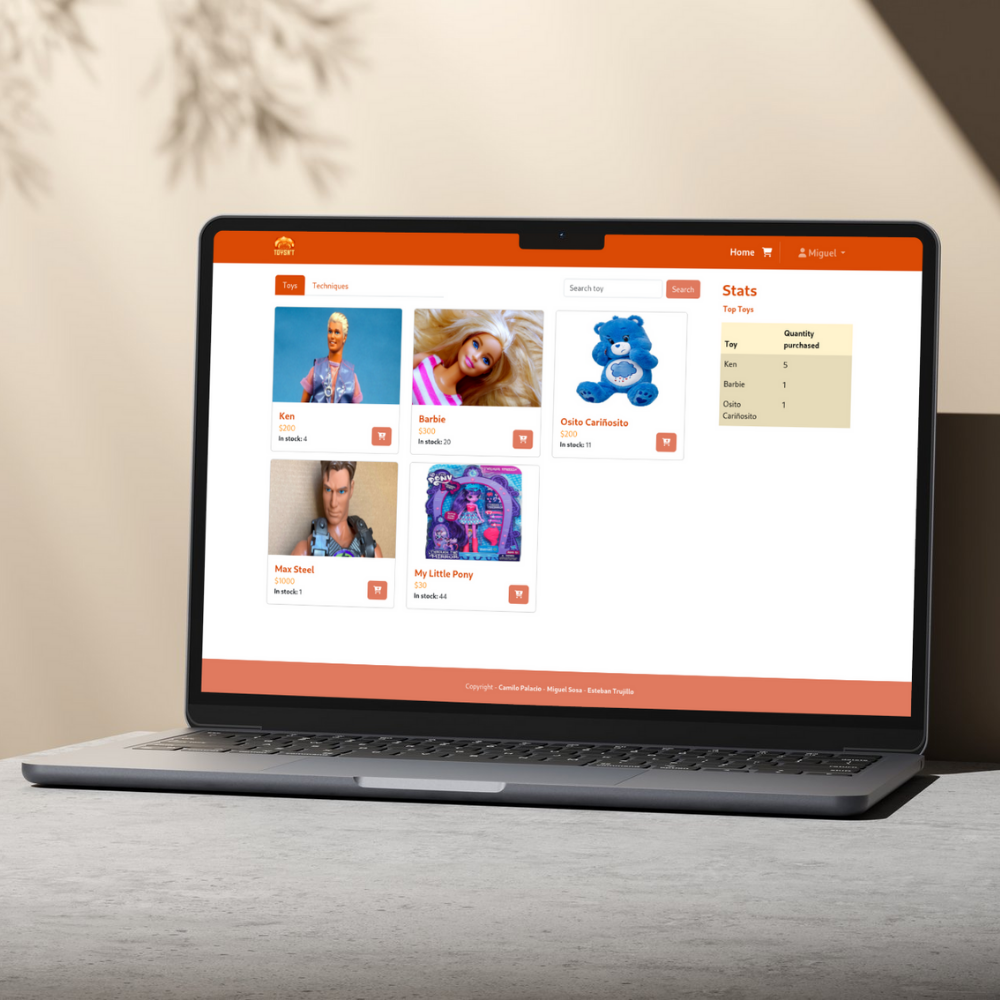 TOYSN'T
Home
Miguel
Toys
Techniques
Search toy
Search
Stats
Top Toys
Toy
Quantity
purchased
Ken
5
Barbie
1
Osito
Cariñosito
1
Ken
$200
In stock: 4
Barbie
$300
In stock: 20
Osito Cariñosito
$200
In stock: 11
Max Steel
$1000
In stock: 1
My Little Pony
$30
In stock: 44
PONY
Copyright - Camilo Palacio - Miguel Sosa - Esteban Trujillo